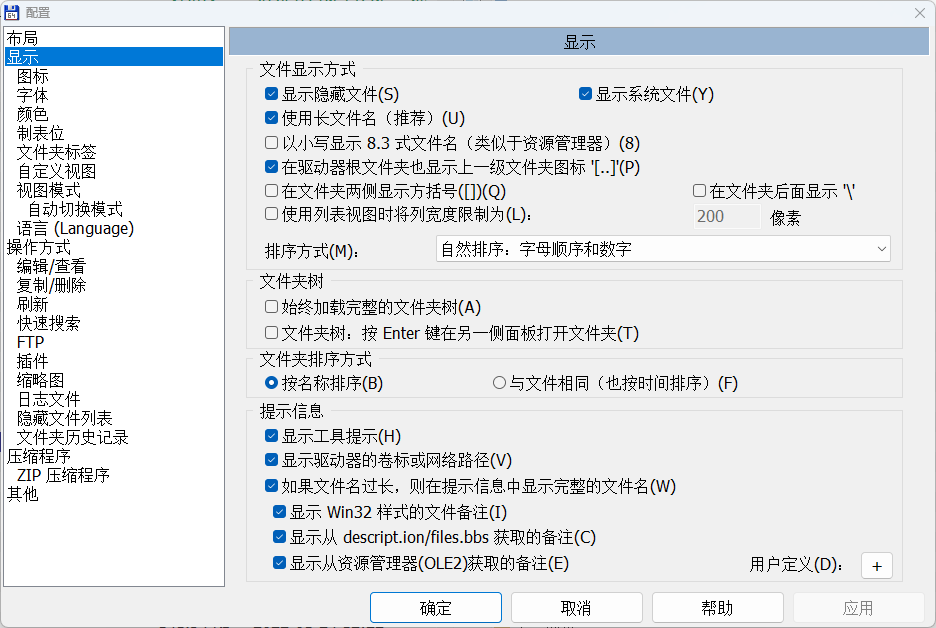 64
配置
布局
显示
图标
字体
颜色
制表位
文件夹标签
自定义视图
视图模式
自动切换模式
语言 (Language)
操作方式
编辑/查看
复制/删除
刷新
快速搜索
FTP
插件
缩略图
日志文件
隐藏文件列表
文件夹历史记录
压缩程序
ZIP 压缩程序
其他
显示
文件显示方式
显示隐藏文件(S)
显示系统文件(Y)
使用长文件名（推荐）(U)
以小写显示 8.3 式文件名（类似于资源管理器）(8)
在驱动器根文件夹也显示上一级文件夹图标 '[..]'(P)
在文件夹两侧显示方括号([])(Q)
在文件夹后面显示 '\'
使用列表视图时将列宽度限制为(L)：
200 像素
排序方式(M)：
自然排序：字母顺序和数字
文件夹树
始终加载完整的文件夹树(A)
文件夹树：按 Enter 键在另一侧面板打开文件夹(T)
文件夹排序方式
按名称排序(B)
与文件相同（也按时间排序）(F)
提示信息
显示工具提示(H)
显示驱动器的卷标或网络路径(V)
如果文件名过长，则在提示信息中显示完整的文件名(W)
显示 Win32 样式的文件备注(I)
显示从 descript.ion/files.bbs 获取的备注(C)
显示从资源管理器(OLE2)获取的备注(E)
用户定义(D)：
+
确定
取消
帮助
应用